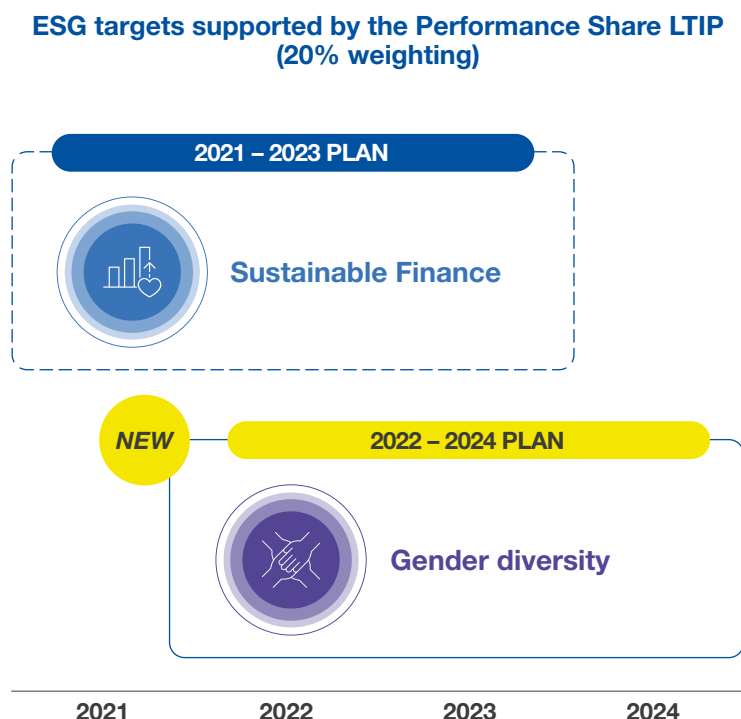 ESG targets supported by the Performance Share LTIP
(20% weighting)
2021 – 2023 PLAN
Sustainable Finance
NEW
2022 – 2024 PLAN
Gender diversity
2021 2022 2023 2024